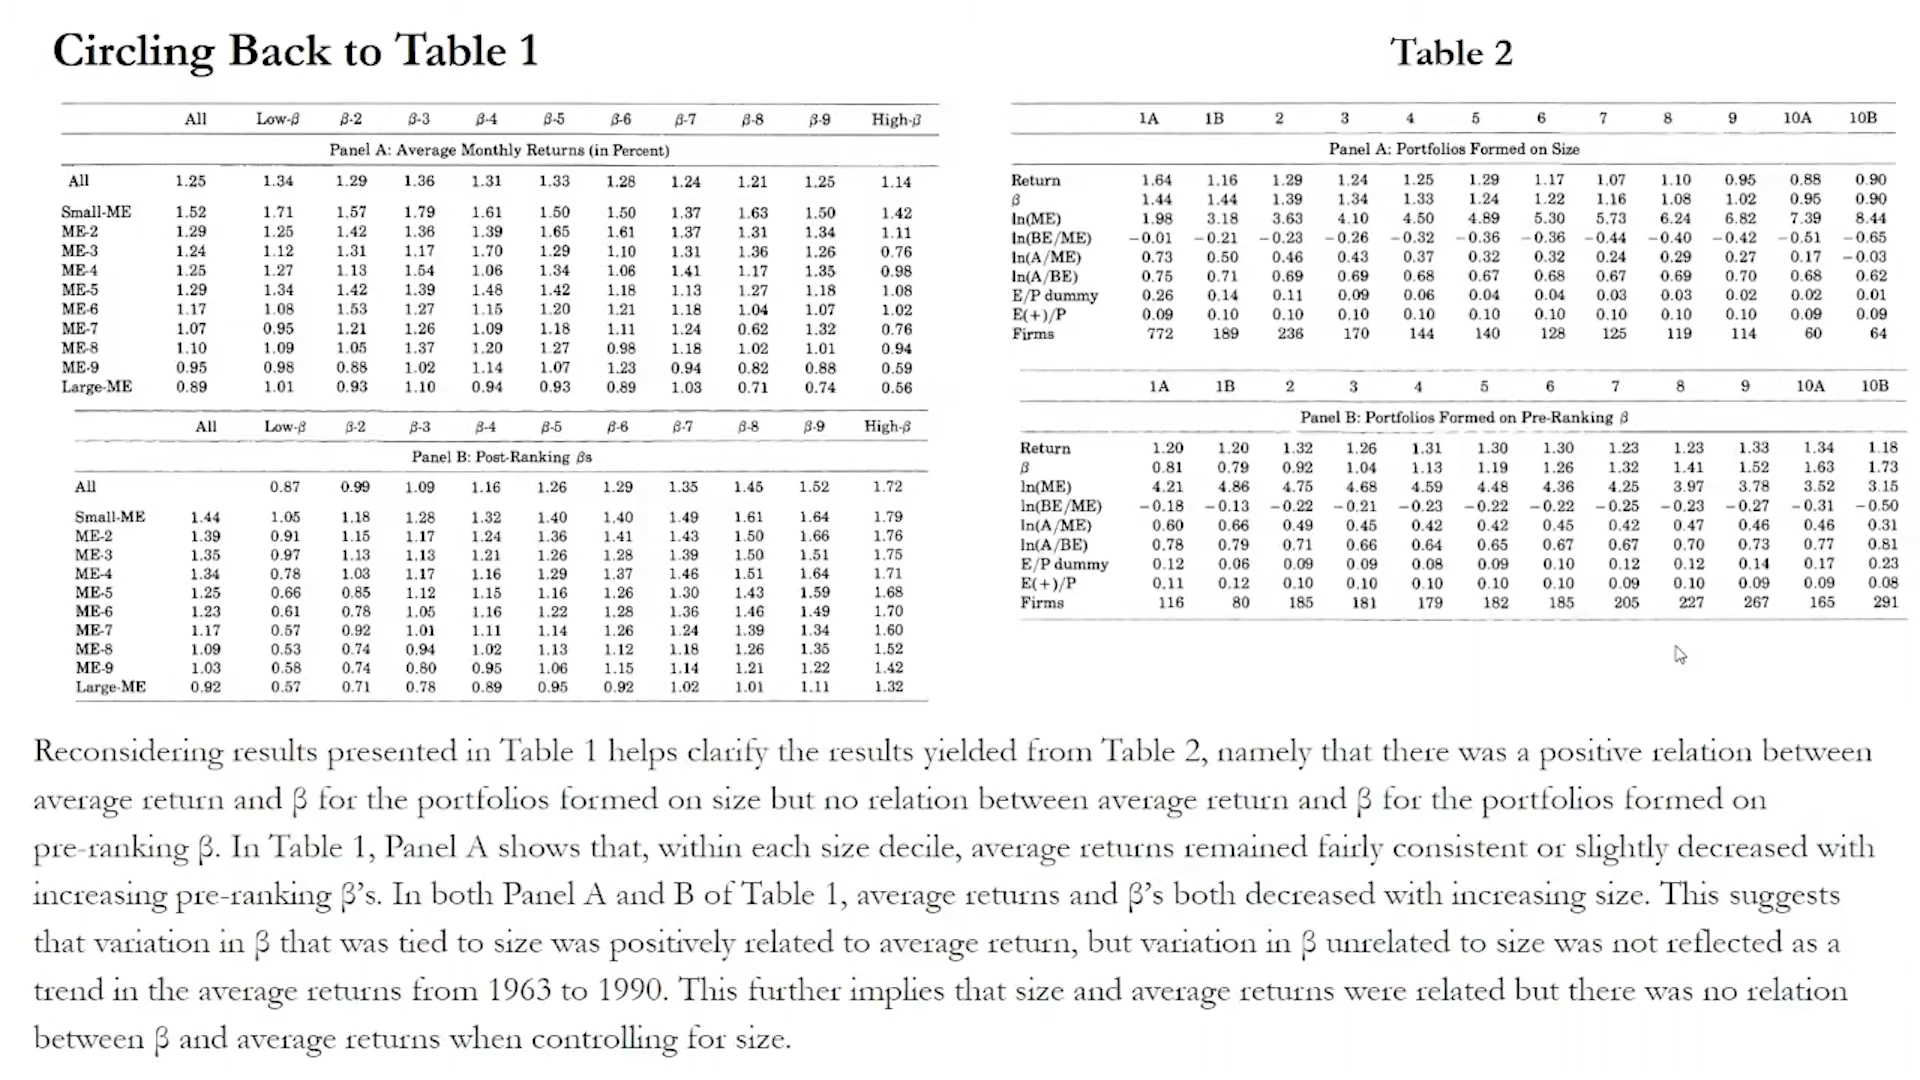 Circling Back to Table 1
All Low-β β-2 β-3 β-4 β-5 β-6 β-7 β-8 β-9 High-β
Panel A: Average Monthly Returns (in Percent)
All 1.25 1.34 1.29 1.36 1.31 1.33 1.28 1.24 1.21 1.25 1.14
Small-ME 1.52 1.71 1.57 1.79 1.61 1.50 1.50 1.37 1.63 1.50 1.42
ME-2 1.29 1.25 1.42 1.36 1.39 1.65 1.61 1.37 1.31 1.34 1.11
ME-3 1.24 1.12 1.31 1.17 1.70 1.29 1.10 1.31 1.36 1.26 0.76
ME-4 1.25 1.27 1.13 1.54 1.06 1.34 1.06 1.41 1.17 1.35 0.98
ME-5 1.29 1.34 1.42 1.39 1.48 1.42 1.18 1.13 1.27 1.18 1.08
ME-6 1.17 1.08 1.53 1.27 1.15 1.20 1.21 1.18 1.04 1.07 1.02
ME-7 1.07 0.95 1.21 1.26 1.09 1.18 1.11 1.24 0.62 1.32 0.76
ME-8 1.10 1.09 1.05 1.37 1.20 1.27 0.98 1.18 1.02 1.01 0.94
ME-9 0.95 0.98 0.88 1.02 1.14 1.07 1.23 0.94 0.82 0.88 0.59
Large-ME 0.89 1.01 0.93 1.10 0.94 0.93 0.89 1.03 0.71 0.74 0.56
All Low-β β-2 β-3 β-4 β-5 β-6 β-7 β-8 β-9 High-β
Panel B: Post-Ranking βs
All 0.87 0.99 1.09 1.16 1.26 1.29 1.35 1.45 1.52 1.72
Small-ME 1.44 1.05 1.18 1.28 1.32 1.40 1.40 1.49 1.61 1.64 1.79
ME-2 1.39 0.91 1.15 1.17 1.24 1.36 1.41 1.43 1.50 1.66 1.76
ME-3 1.35 0.97 1.13 1.13 1.21 1.26 1.28 1.39 1.50 1.51 1.75
ME-4 1.34 0.78 1.03 1.17 1.16 1.29 1.37 1.46 1.51 1.64 1.71
ME-5 1.25 0.66 0.85 1.12 1.15 1.16 1.26 1.30 1.43 1.59 1.68
ME-6 1.23 0.61 0.78 1.05 1.16 1.22 1.28 1.36 1.46 1.49 1.70
ME-7 1.17 0.57 0.92 1.01 1.11 1.14 1.26 1.24 1.39 1.34 1.60
ME-8 1.09 0.53 0.74 0.94 1.02 1.13 1.12 1.18 1.26 1.35 1.52
ME-9 1.03 0.58 0.74 0.80 0.95 1.06 1.15 1.14 1.21 1.22 1.42
Large-ME 0.92 0.57 0.71 0.78 0.89 0.95 0.92 1.02 1.01 1.11 1.32
Table 2
1A 1B 2 3 4 5 6 7 8 9 10A 10B
Panel A: Portfolios Formed on Size
Return 1.64 1.16 1.29 1.24 1.25 1.29 1.17 1.07 1.10 0.95 0.88 0.90
β 1.44 1.44 1.39 1.34 1.33 1.24 1.22 1.16 1.08 1.02 0.95 0.90
ln(ME) 1.98 3.18 3.63 4.10 4.50 4.89 5.30 5.73 6.24 6.82 7.39 8.44
ln(BE/ME) −0.01 −0.21 −0.23 −0.26 −0.32 −0.36 −0.36 −0.44 −0.40 −0.42 −0.51 −0.65
ln(A/ME) 0.73 0.50 0.46 0.43 0.37 0.32 0.32 0.24 0.29 0.27 0.17 −0.03
ln(A/BE) 0.75 0.71 0.69 0.69 0.68 0.67 0.68 0.67 0.69 0.70 0.68 0.62
E/P dummy 0.26 0.14 0.11 0.09 0.06 0.04 0.04 0.03 0.03 0.02 0.02 0.01
E(+)/P 0.09 0.10 0.10 0.10 0.10 0.10 0.10 0.10 0.10 0.10 0.09 0.09
Firms 772 189 236 170 144 140 128 125 119 114 60 64
1A 1B 2 3 4 5 6 7 8 9 10A 10B
Panel B: Portfolios Formed on Pre-Ranking β
Return 1.20 1.20 1.32 1.26 1.31 1.30 1.30 1.23 1.23 1.33 1.34 1.18
β 0.81 0.79 0.92 1.04 1.13 1.19 1.26 1.32 1.41 1.52 1.63 1.73
ln(ME) 4.21 4.86 4.75 4.68 4.59 4.48 4.36 4.25 3.97 3.78 3.52 3.15
ln(BE/ME) −0.18 −0.13 −0.22 −0.21 −0.23 −0.22 −0.22 −0.25 −0.23 −0.27 −0.31 −0.50
ln(A/ME) 0.60 0.66 0.49 0.45 0.42 0.42 0.45 0.42 0.47 0.46 0.46 0.31
ln(A/BE) 0.78 0.79 0.71 0.66 0.64 0.65 0.67 0.67 0.70 0.73 0.77 0.81
E/P dummy 0.12 0.06 0.09 0.09 0.08 0.09 0.10 0.12 0.12 0.14 0.17 0.23
E(+)/P 0.11 0.12 0.10 0.10 0.10 0.10 0.10 0.09 0.10 0.09 0.09 0.08
Firms 116 80 185 181 179 182 185 205 227 267 165 291
Reconsidering results presented in Table 1 helps clarify the results yielded from Table 2, namely that there was a positive relation between
average return and β for the portfolios formed on size but no relation between average return and β for the portfolios formed on
pre-ranking β. In Table 1, Panel A shows that, within each size decile, average returns remained fairly consistent or slightly decreased with
increasing pre-ranking β’s. In both Panel A and B of Table 1, average returns and β’s both decreased with increasing size. This suggests
that variation in β that was tied to size was positively related to average return, but variation in β unrelated to size was not reflected as a
trend in the average returns from 1963 to 1990. This further implies that size and average returns were related but there was no relation
between β and average returns when controlling for size.